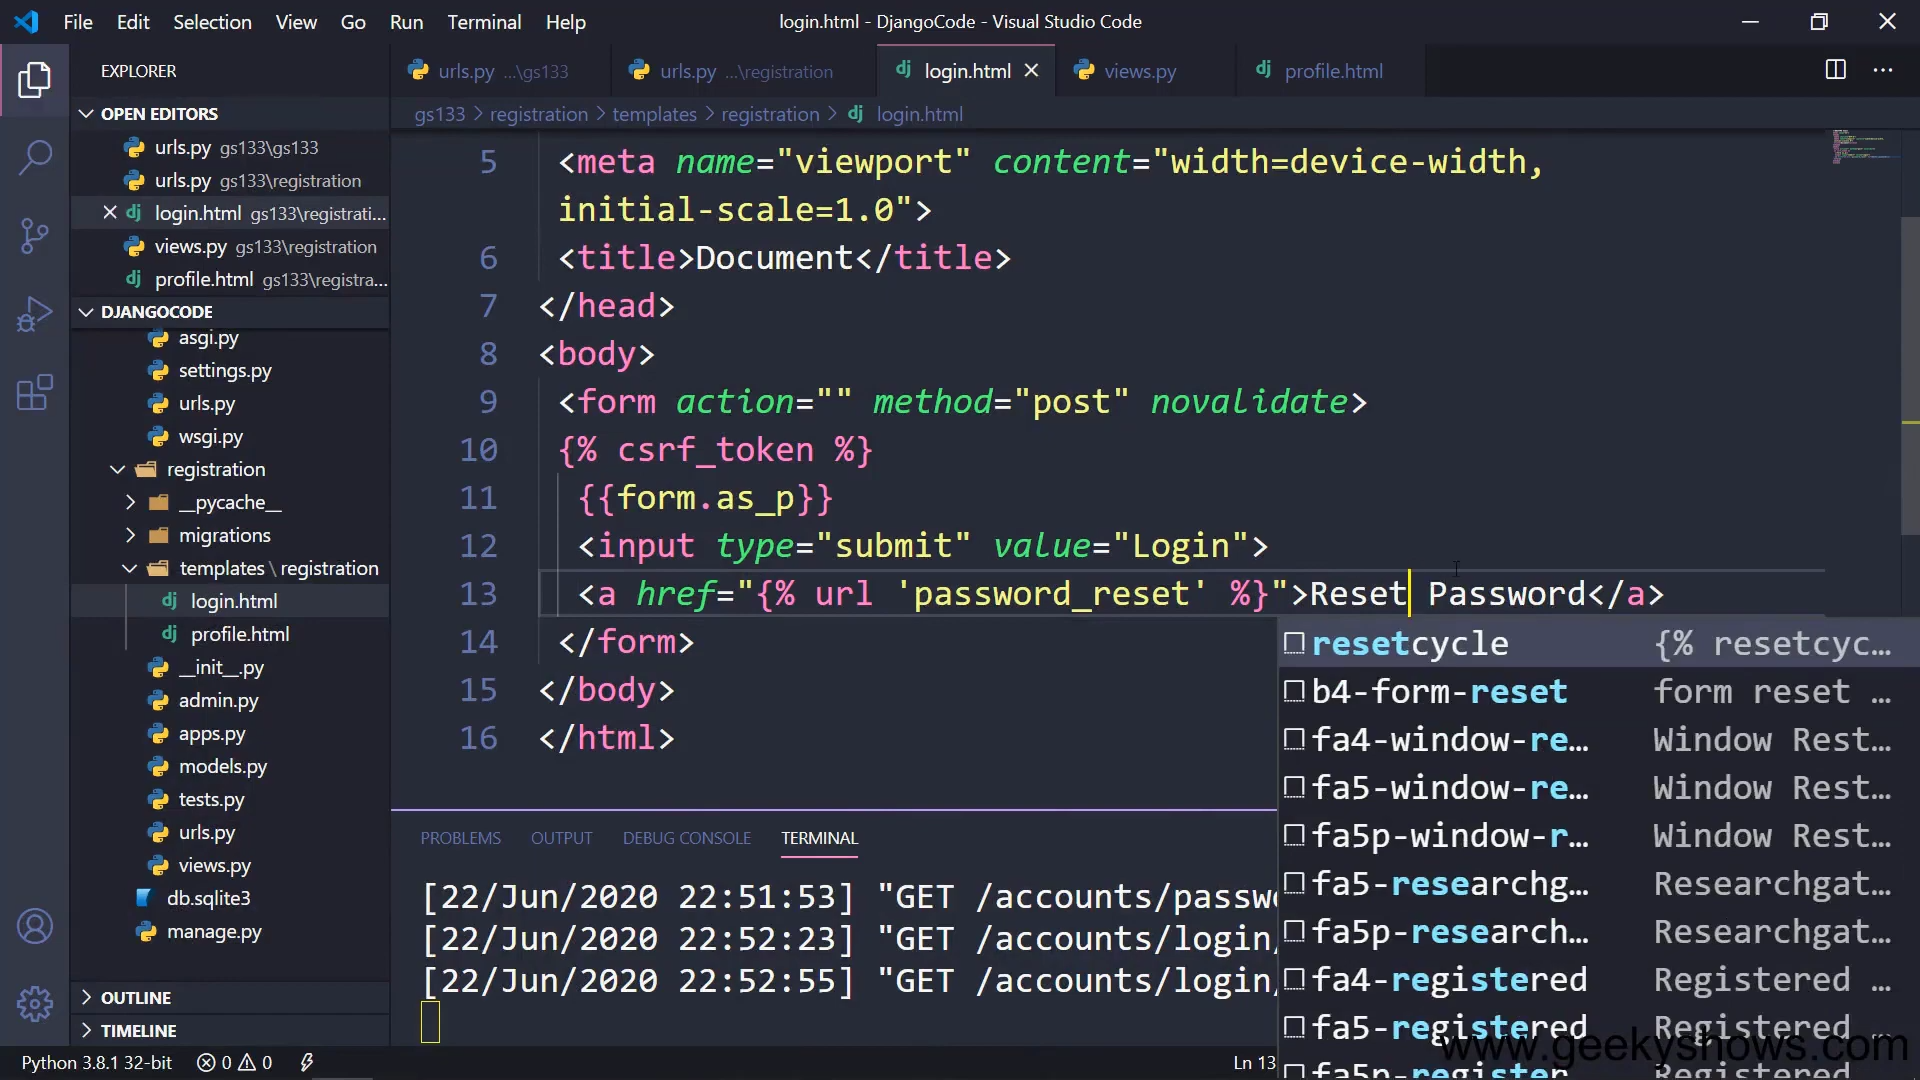 File Edit Selection View Go Run Terminal Help
login.html - DjangoCode - Visual Studio Code
EXPLORER
OPEN EDITORS
urls.py gs133\gs133
urls.py gs133\registration
login.html gs133\registrati...
views.py gs133\registration
profile.html gs133\registra...
DJANGOCODE
asgi.py
settings.py
urls.py
wsgi.py
registration
__pycache__
migrations
templates \ registration
login.html
profile.html
__init__.py
admin.py
apps.py
models.py
tests.py
urls.py
views.py
db.sqlite3
manage.py
OUTLINE
TIMELINE
urls.py ...\gs133
urls.py ...\registration
login.html
views.py
profile.html
gs133 > registration > templates > registration > login.html
5 <meta name="viewport" content="width=device-width,
initial-scale=1.0">
6 <title>Document</title>
7 </head>
8 <body>
9 <form action="" method="post" novalidate>
10 {% csrf_token %}
11 {{form.as_p}}
12 <input type="submit" value="Login">
13 <a href="{% url 'password_reset' %}">Reset Password</a>
14 </form>
15 </body>
16 </html>
resetcycle {% resetcyc...
b4-form-reset form reset ...
fa4-window-re... Window Rest...
fa5-window-re... Window Rest...
fa5p-window-r... Window Rest...
fa5-researchg... Researchgat...
fa5p-research... Researchgat...
fa4-registered Registered ...
fa5-registered Registered ...
fa5p-register
PROBLEMS OUTPUT DEBUG CONSOLE TERMINAL
[22/Jun/2020 22:51:53] "GET /accounts/passw
[22/Jun/2020 22:52:23] "GET /accounts/login/
[22/Jun/2020 22:52:55] "GET /accounts/login/
Python 3.8.1 32-bit 0 0
Ln 13
www.geekyshows.com